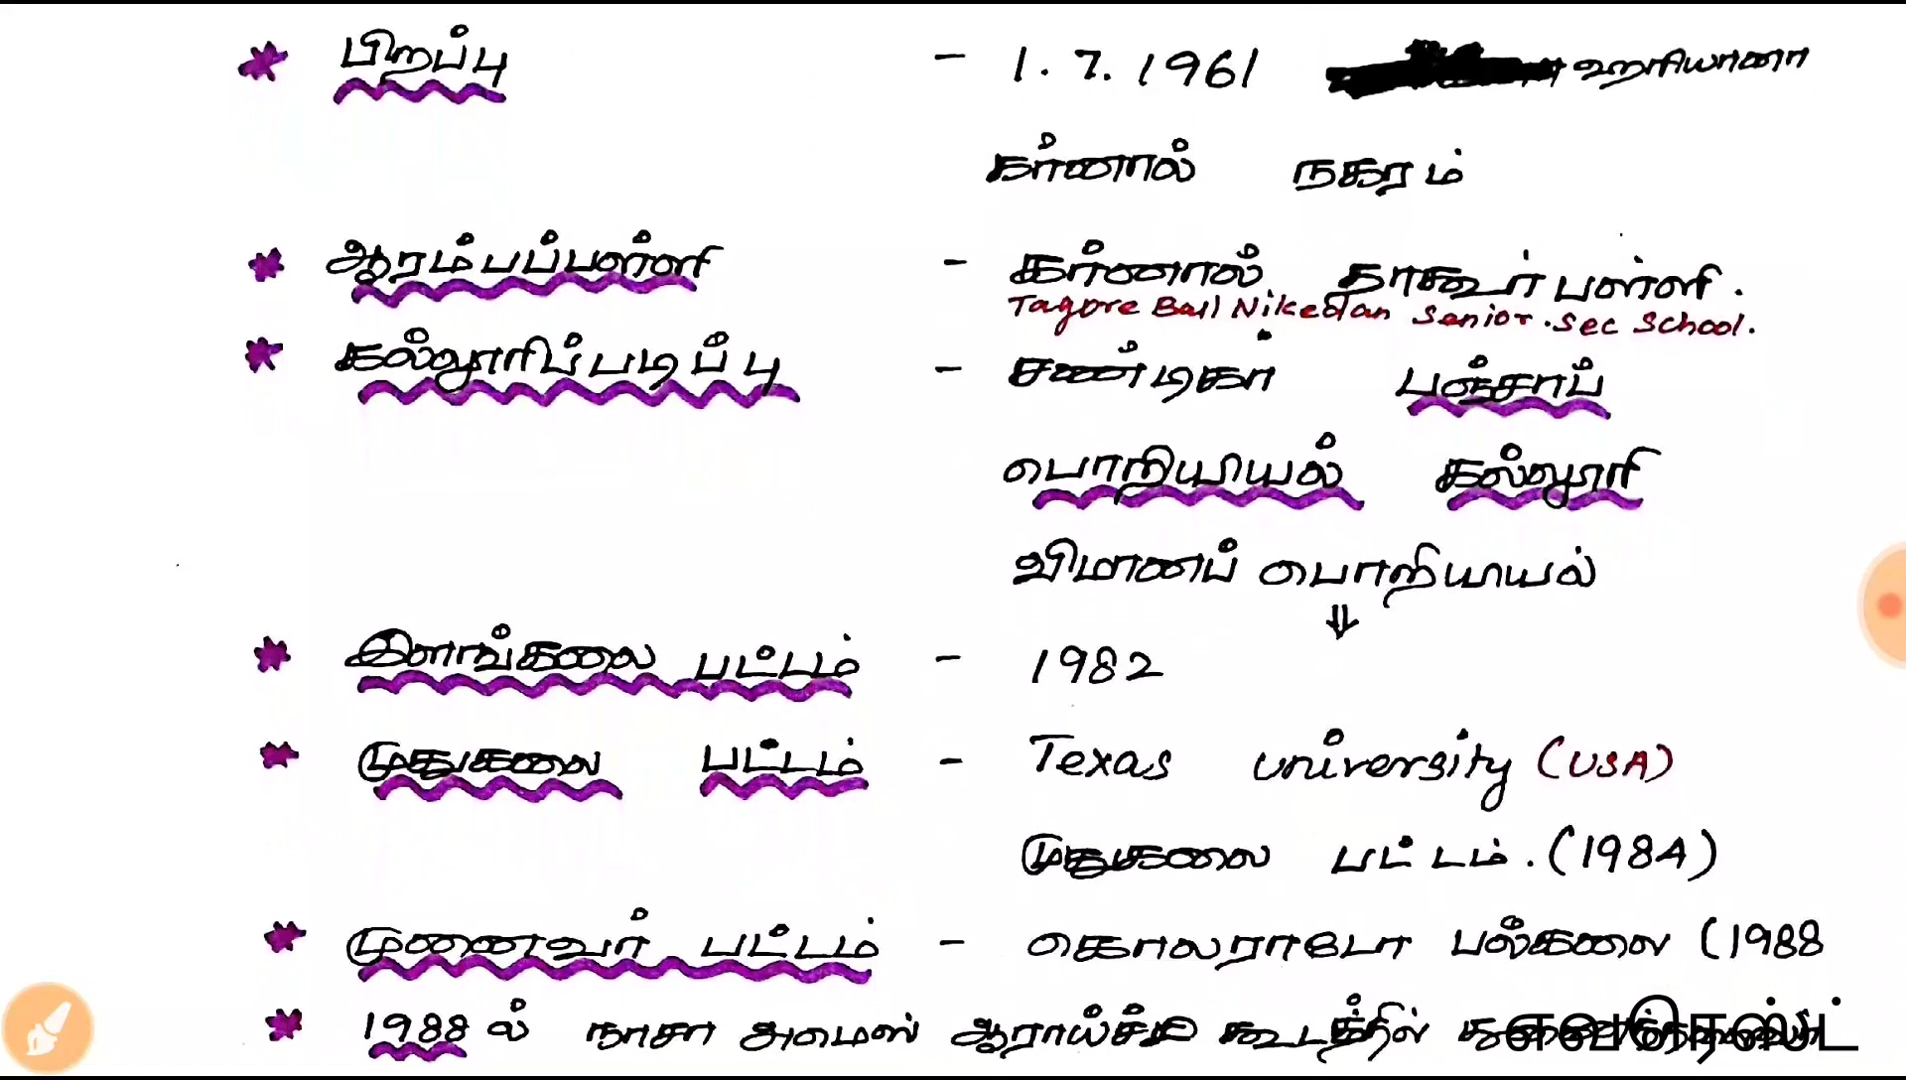 * பிறப்பு - 1.7.1961 ஹரியானா
கர்னால் நகரம்
* ஆரம்பப்பள்ளி - கர்னால் தாகூர் பள்ளி.
Tagore Ball Niketan Senior.Sec School.
* கல்லூரிப்படிப்பு - சண்டிகர் பஞ்சாப்
பொறியியல் கல்லூரி
விமானப் பொறியியல்
⇓
* இளங்கலை பட்டம் - 1982
* முதுகலை பட்டம் - Texas University (USA)
முதுகலை பட்டம். (1984)
* முனைவர் பட்டம் - கொலராடோ பல்கலை (1988
* 1988 ல் நாசா அமெஸ் ஆராய்ச்சி கூடத்தில் எவரெஸ்ட்